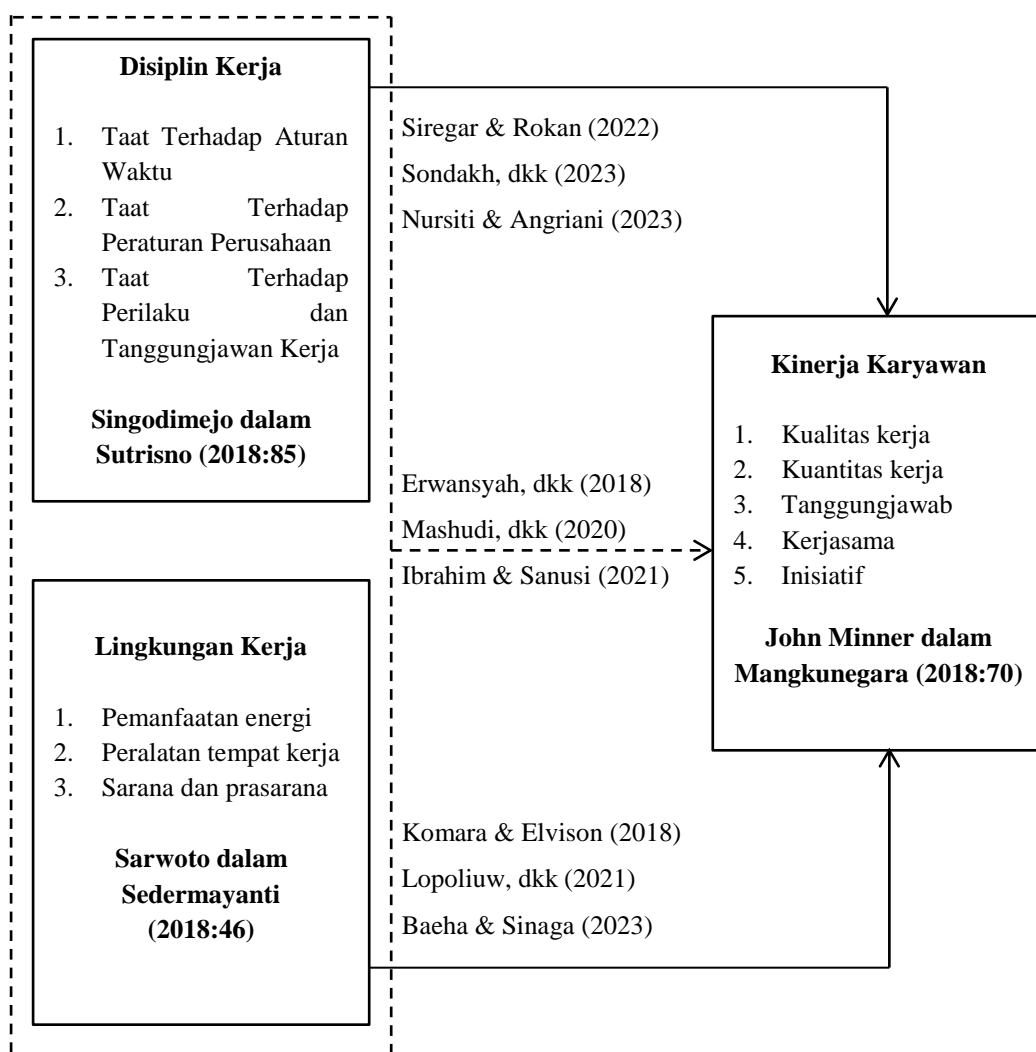 Disiplin Kerja
1. Taat Terhadap Aturan
Waktu
2. Taat Terhadap
Peraturan Perusahaan
3. Taat Terhadap
Perilaku dan
Tanggungjawan Kerja
Singodimejo dalam
Sutrisno (2018:85)
Siregar & Rokan (2022)
Sondakh, dkk (2023)
Nursiti & Angriani (2023)
Erwansyah, dkk (2018)
Mashudi, dkk (2020)
Ibrahim & Sanusi (2021)
Kinerja Karyawan
1. Kualitas kerja
2. Kuantitas kerja
3. Tanggungjawab
4. Kerjasama
5. Inisiatif
John Minner dalam
Mangkunegara (2018:70)
Lingkungan Kerja
1. Pemanfaatan energi
2. Peralatan tempat kerja
3. Sarana dan prasarana
Sarwoto dalam
Sedermayanti
(2018:46)
Komara & Elvison (2018)
Lopoliuw, dkk (2021)
Baeha & Sinaga (2023)